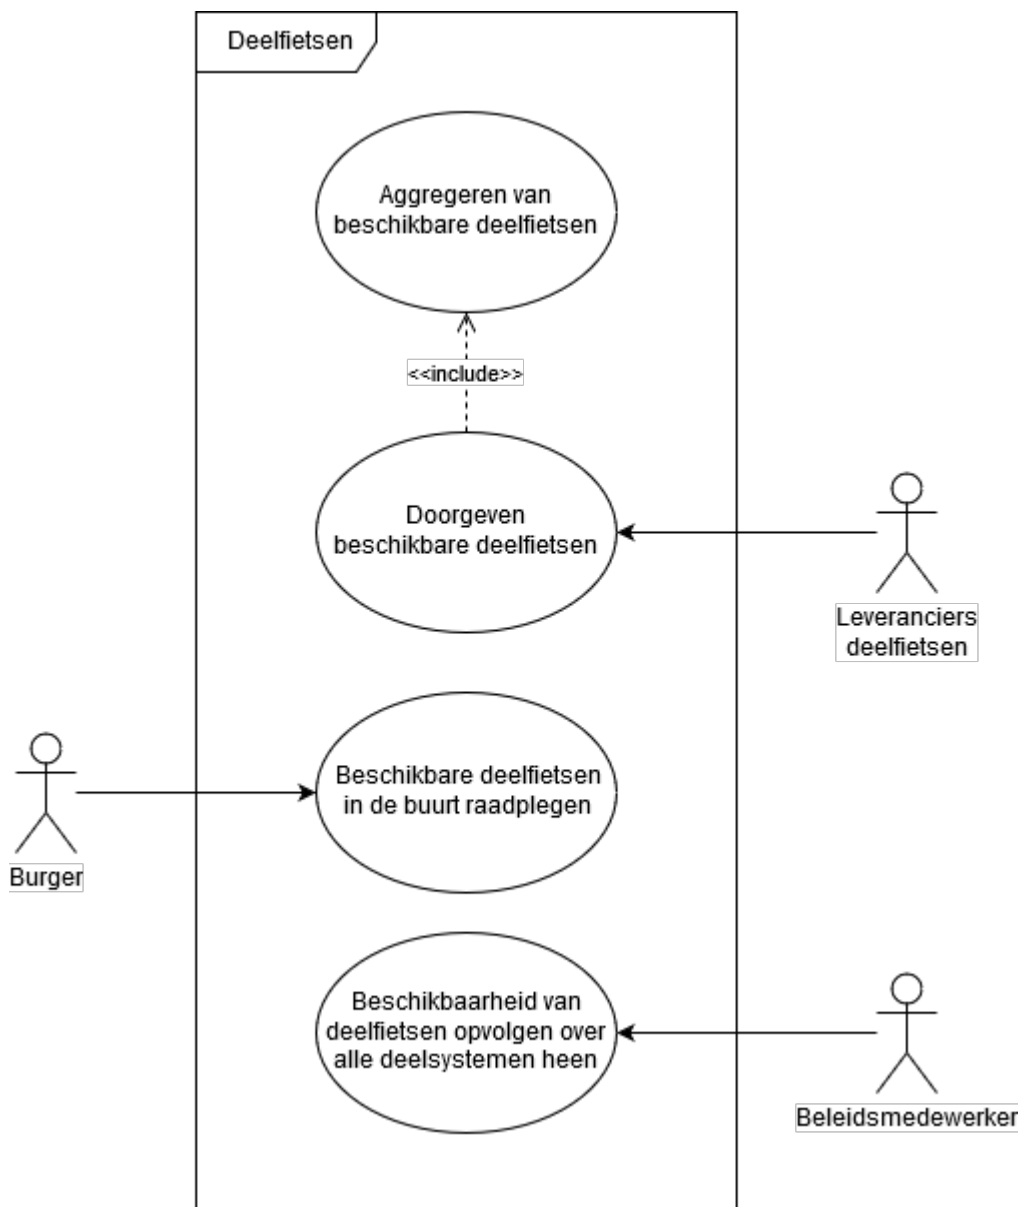 Deelfietsen
Aggregeren van
beschikbare deelfietsen
<<include>>
Doorgeven
beschikbare deelfietsen
Leveranciers
deelfietsen
Beschikbare deelfietsen
in de buurt raadplegen
Burger
Beschikbaarheid van
deelfietsen opvolgen over
alle deelsystemen heen
Beleidsmedewerker